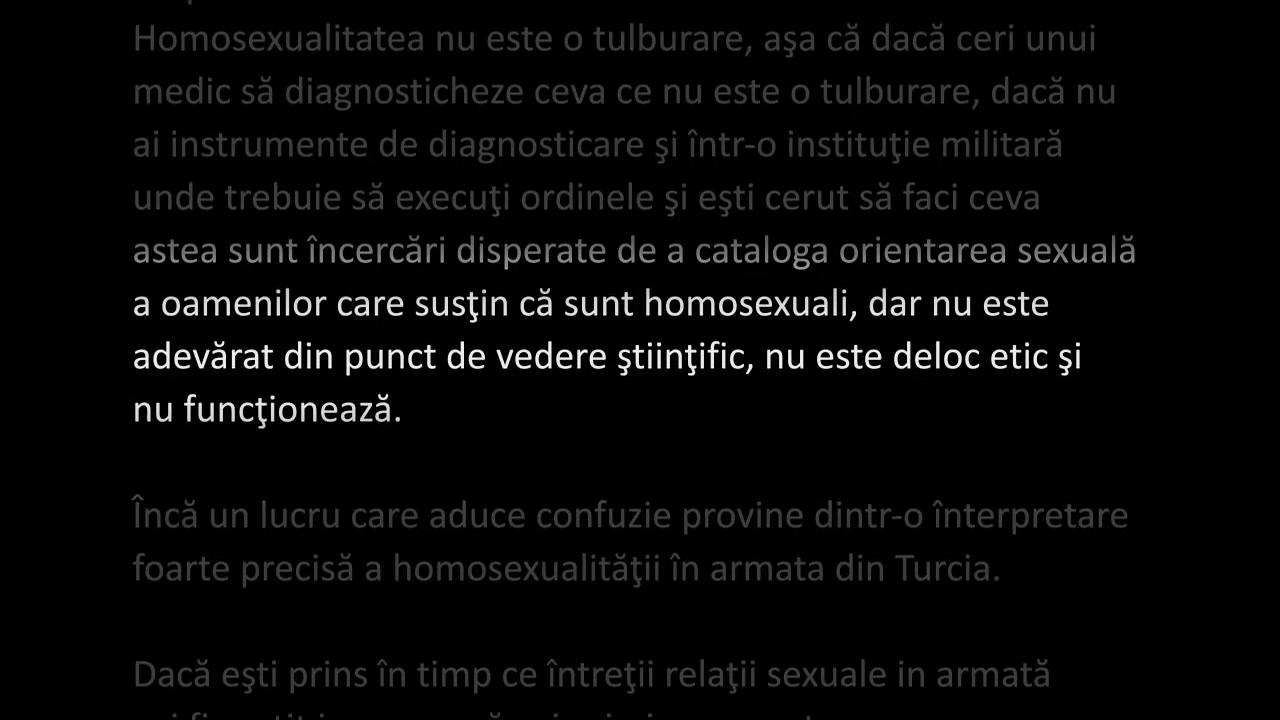 Homosexualitatea nu este o tulburare, aşa că dacă ceri unui
medic să diagnosticheze ceva ce nu este o tulburare, dacă nu
ai instrumente de diagnosticare şi într-o instituţie militară
unde trebuie să execuţi ordinele şi eşti cerut să faci ceva
astea sunt încercări disperate de a cataloga orientarea sexuală
a oamenilor care susţin că sunt homosexuali, dar nu este
adevărat din punct de vedere ştiinţific, nu este deloc etic şi
nu funcţionează.
Încă un lucru care aduce confuzie provine dintr-o înterpretare
foarte precisă a homosexualităţii în armata din Turcia.
Dacă eşti prins în timp ce întreţii relaţii sexuale in armată